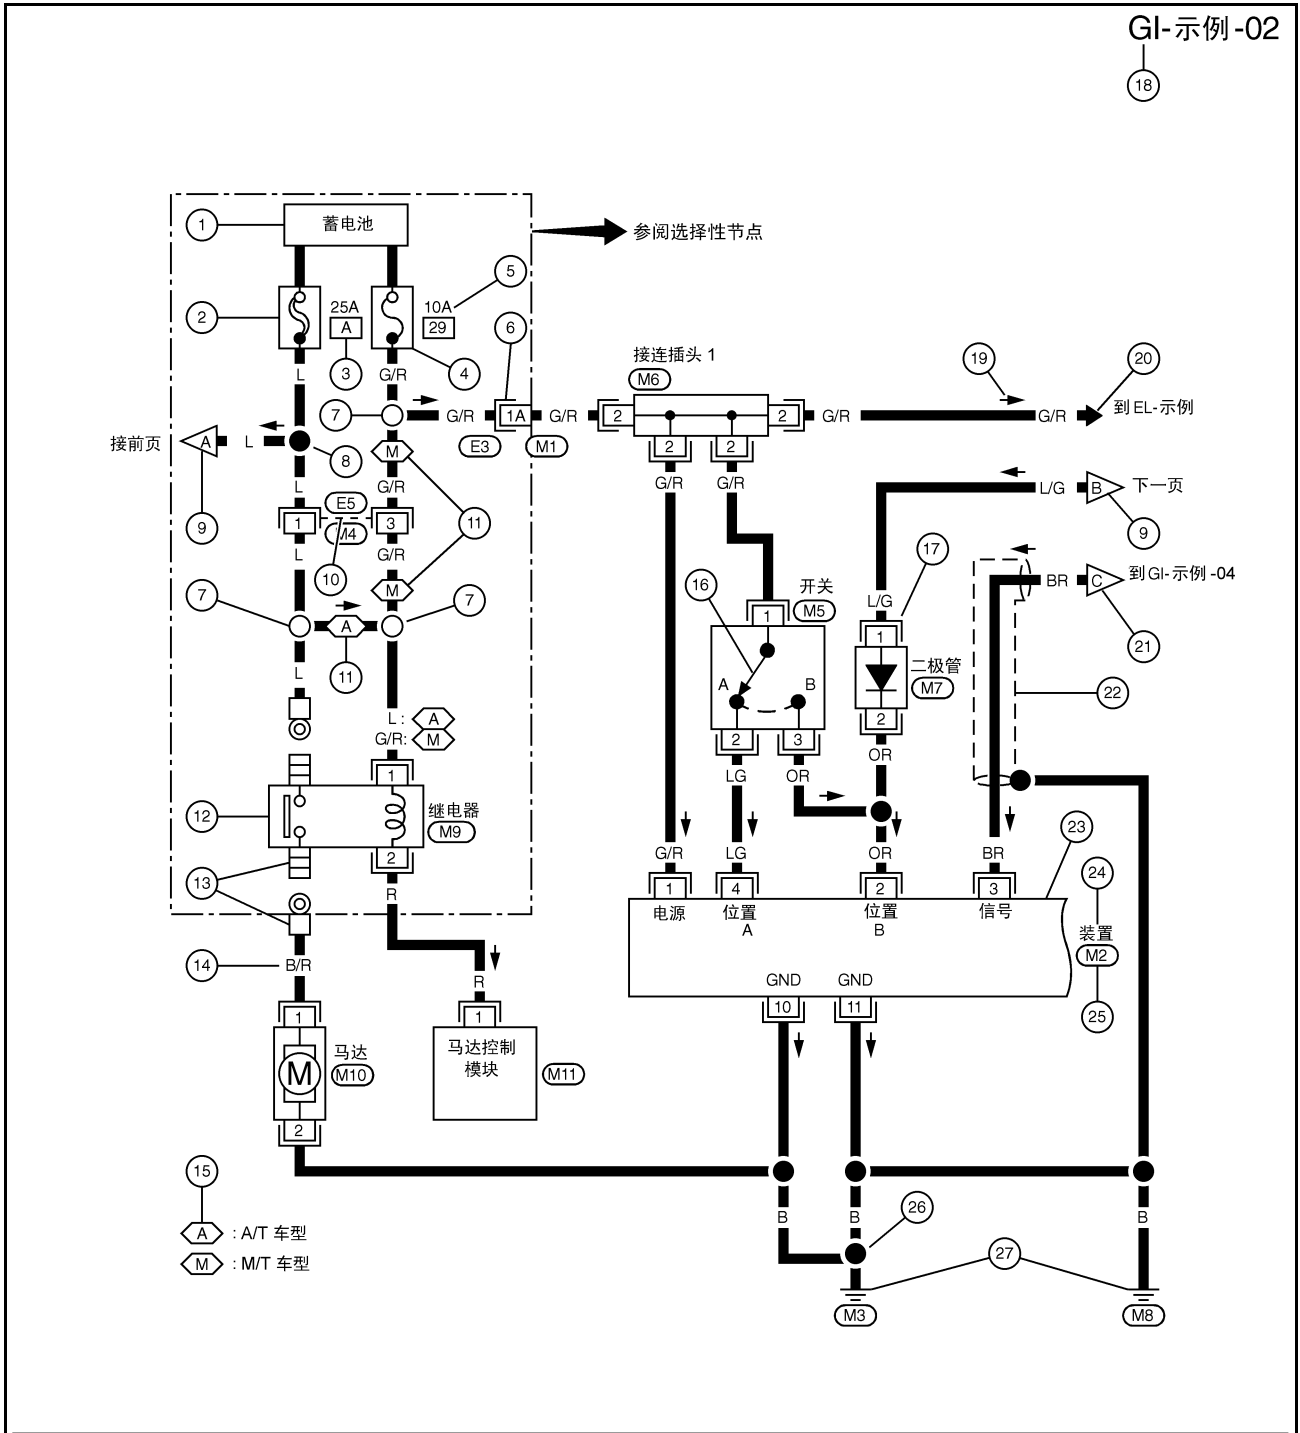 GI-示例-02
18
1
蓄电池
参阅选择性节点
5
2
25A
10A
A
29
6
3
4
L
G/R
接连插头 1
M6
19
20
7
G/R
1A
G/R
2
2
G/R
G/R
到 EL-示例
接前页
A
L
8
M
E3
M1
2
2
L
G/R
G/R
G/R
L/G
B
下一页
9
E5
1
3
11
M4
9
L
G/R
17
10
16
开关
BR
C
到GI-示例-04
7
M
7
L/G
1
M5
A
1
21
11
二极管
L
A
B
M7
22
L :
A
2
G/R:
M
2
3
OR
1
LG
OR
12
继电器
M9
23
2
G/R
LG
OR
BR
24
13
R
1
4
2
3
电源
位置
A
位置
B
信号
装置
M2
14
B/R
R
GND
GND
10
11
25
1
1
马达
M
M10
马达控制
模块
M11
2
15
26
B
B
B
A
: A/T 车型
27
M
: M/T 车型
M3
M8